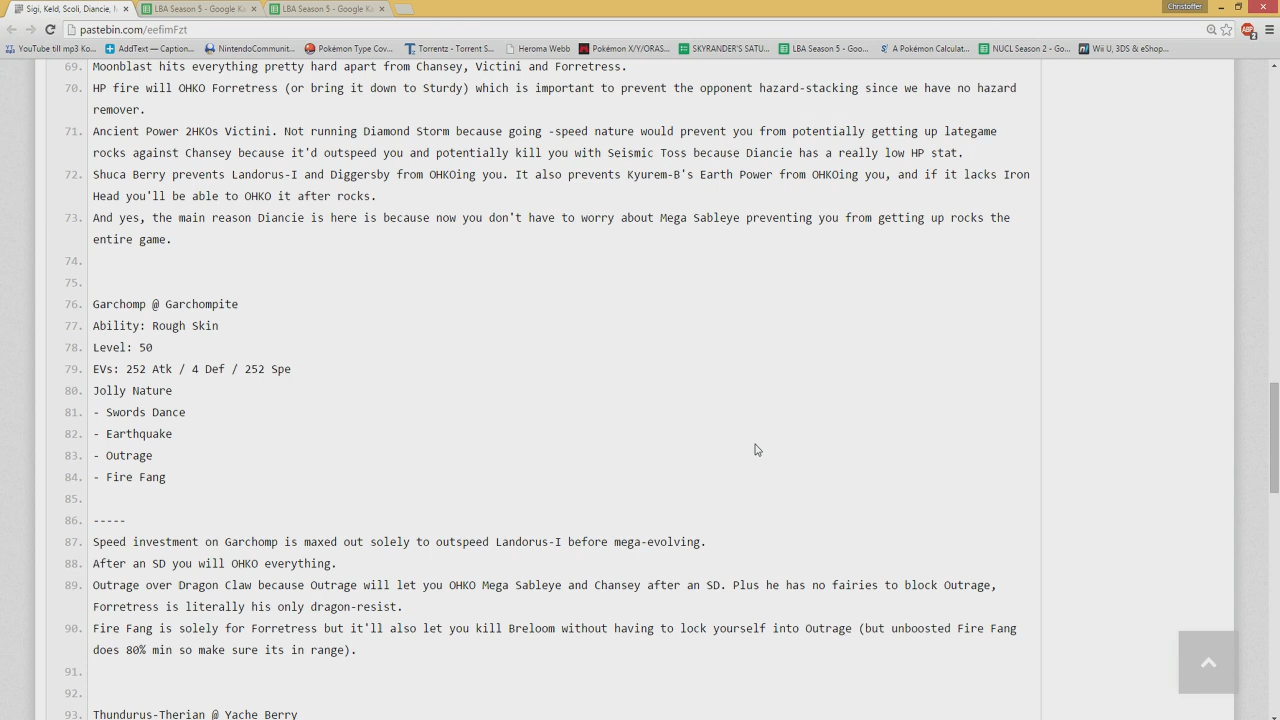 Christoffer
Sigi, Keld, Scoli, Diancie, M
LBA Season 5 - Google Ka
LBA Season 5 - Google Ka
pastebin.com/eefimFzt
YouTube till mp3 Ko...
AddText — Caption...
NintendoCommunit...
Pokémon Type Cov...
Torrentz - Torrent S...
Heroma Webb
Pokémon X/Y/ORAS...
SKYRANDER'S SATU...
LBA Season 5 - Goo...
A Pokémon Calculat...
NUCL Season 2 - Go...
Wii U, 3DS & eShop...
69. Moonblast hits everything pretty hard apart from Chansey, Victini and Forretress.
70. HP fire will OHKO Forretress (or bring it down to Sturdy) which is important to prevent the opponent hazard-stacking since we have no hazard
remover.
71. Ancient Power 2HKOs Victini. Not running Diamond Storm because going -speed nature would prevent you from potentially getting up lategame
rocks against Chansey because it'd outspeed you and potentially kill you with Seismic Toss because Diancie has a really low HP stat.
72. Shuca Berry prevents Landorus-I and Diggersby from OHKOing you. It also prevents Kyurem-B's Earth Power from OHKOing you, and if it lacks Iron
Head you'll be able to OHKO it after rocks.
73. And yes, the main reason Diancie is here is because now you don't have to worry about Mega Sableye preventing you from getting up rocks the
entire game.
74.
75.
76. Garchomp @ Garchompite
77. Ability: Rough Skin
78. Level: 50
79. EVs: 252 Atk / 4 Def / 252 Spe
80. Jolly Nature
81. - Swords Dance
82. - Earthquake
83. - Outrage
84. - Fire Fang
85.
86. -----
87. Speed investment on Garchomp is maxed out solely to outspeed Landorus-I before mega-evolving.
88. After an SD you will OHKO everything.
89. Outrage over Dragon Claw because Outrage will let you OHKO Mega Sableye and Chansey after an SD. Plus he has no fairies to block Outrage,
Forretress is literally his only dragon-resist.
90. Fire Fang is solely for Forretress but it'll also let you kill Breloom without having to lock yourself into Outrage (but unboosted Fire Fang
does 80% min so make sure its in range).
91.
92.
93. Thundurus-Therian @ Yache Berry